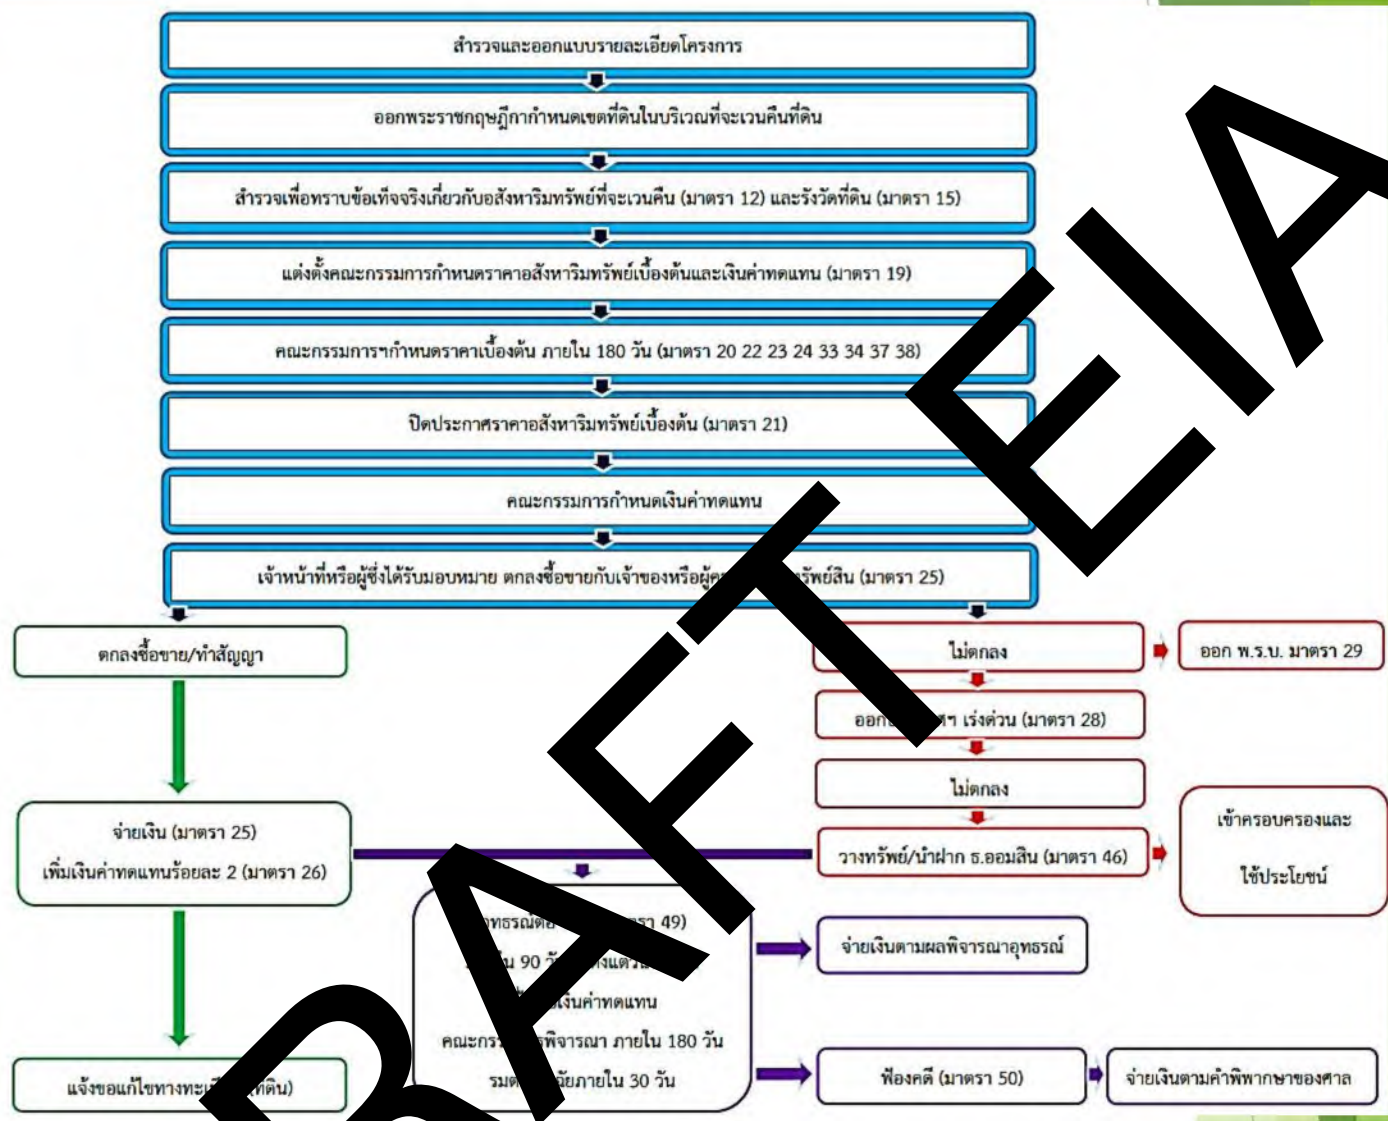 สำรวจและออกแบบรายละเอียดโครงการ
ออกพระราชกฤษฎีกากำหนดเขตที่ดินในบริเวณที่จะเวนคืนที่ดิน
สำรวจเพื่อทราบข้อเท็จจริงเกี่ยวกับอสังหาริมทรัพย์ที่จะเวนคืน (มาตรา 12) และรังวัดที่ดิน (มาตรา 15)
แต่งตั้งคณะกรรมการกำหนดราคาอสังหาริมทรัพย์เบื้องต้นและเงินค่าทดแทน (มาตรา 19)
คณะกรรมการฯกำหนดราคาเบื้องต้น ภายใน 180 วัน (มาตรา 20 22 23 24 33 34 37 38)
ปิดประกาศราคาอสังหาริมทรัพย์เบื้องต้น (มาตรา 21)
คณะกรรมการกำหนดเงินค่าทดแทน
เจ้าหน้าที่หรือผู้ซึ่งได้รับมอบหมาย ตกลงซื้อขายกับเจ้าของหรือ ทรัพย์สิน (มาตรา 25)
ตกลงซื้อขาย/ทำสัญญา
ไม่ตกลง
ออก พ.ร.บ. มาตรา 29
เร่งด่วน (มาตรา 28)
ไม่ตกลง
จ่ายเงิน (มาตรา 25)
เพิ่มเงินค่าทดแทนร้อยละ 2 (มาตรา 26)
วางทรัพย์/นำฝาก ธ.ออมสิน (มาตรา 46)
เข้าครอบครองและ
ใช้ประโยชน์
49)
90
เงินค่าทดแทน
พิจารณา ภายใน 180 วัน
ภายใน 30 วัน
จ่ายเงินตามผลพิจารณาอุทธรณ์
แจ้งขอแก้ไขทาง
ฟ้องคดี (มาตรา 50)
จ่ายเงินตามคำพิพากษาของศาล
RAFT EIA